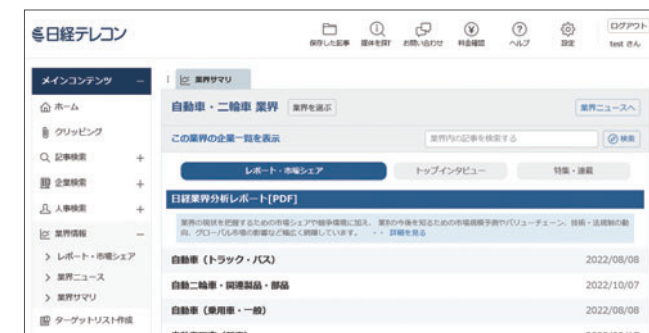 日経テレコン
保存した記事 媒体を探す お問い合わせ 料金確認 ヘルプ 設定 ログアウト
test さん
メインコンテンツ −
ホーム
クリッピング
記事検索 +
企業検索 +
人事検索 +
業界情報 −
> レポート・市場シェア
> 業界ニュース
> 業界サマリ
ターゲットリスト作成
業界サマリ
自動車・二輪車 業界 業界を選ぶ 業界ニュースへ
この業界の企業一覧を表示 業界内の記事を検索する 検索
レポート・市場シェア トップインタビュー 特集・連載
日経業界分析レポート[PDF]
業界の現状を把握するための市場シェアや競争環境に加え、業界の今後を知るための市場規模予測やバリューチェーン、技術・法規制の動
向、グローバル市場の影響など幅広く網羅しています。 ・・ 詳細を見る
自動車（トラック・バス） 2022/08/08
自動二輪車・関連製品・部品 2022/10/07
自動車（乗用車・一般） 2022/08/08